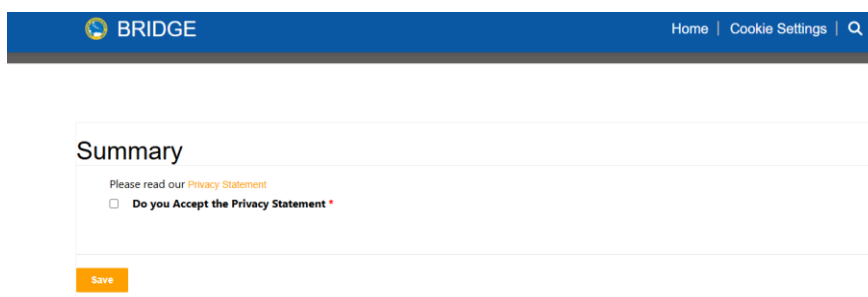 BRIDGE
Home | Cookie Settings |
Summary
Please read our Privacy Statement
Do you Accept the Privacy Statement *
Save